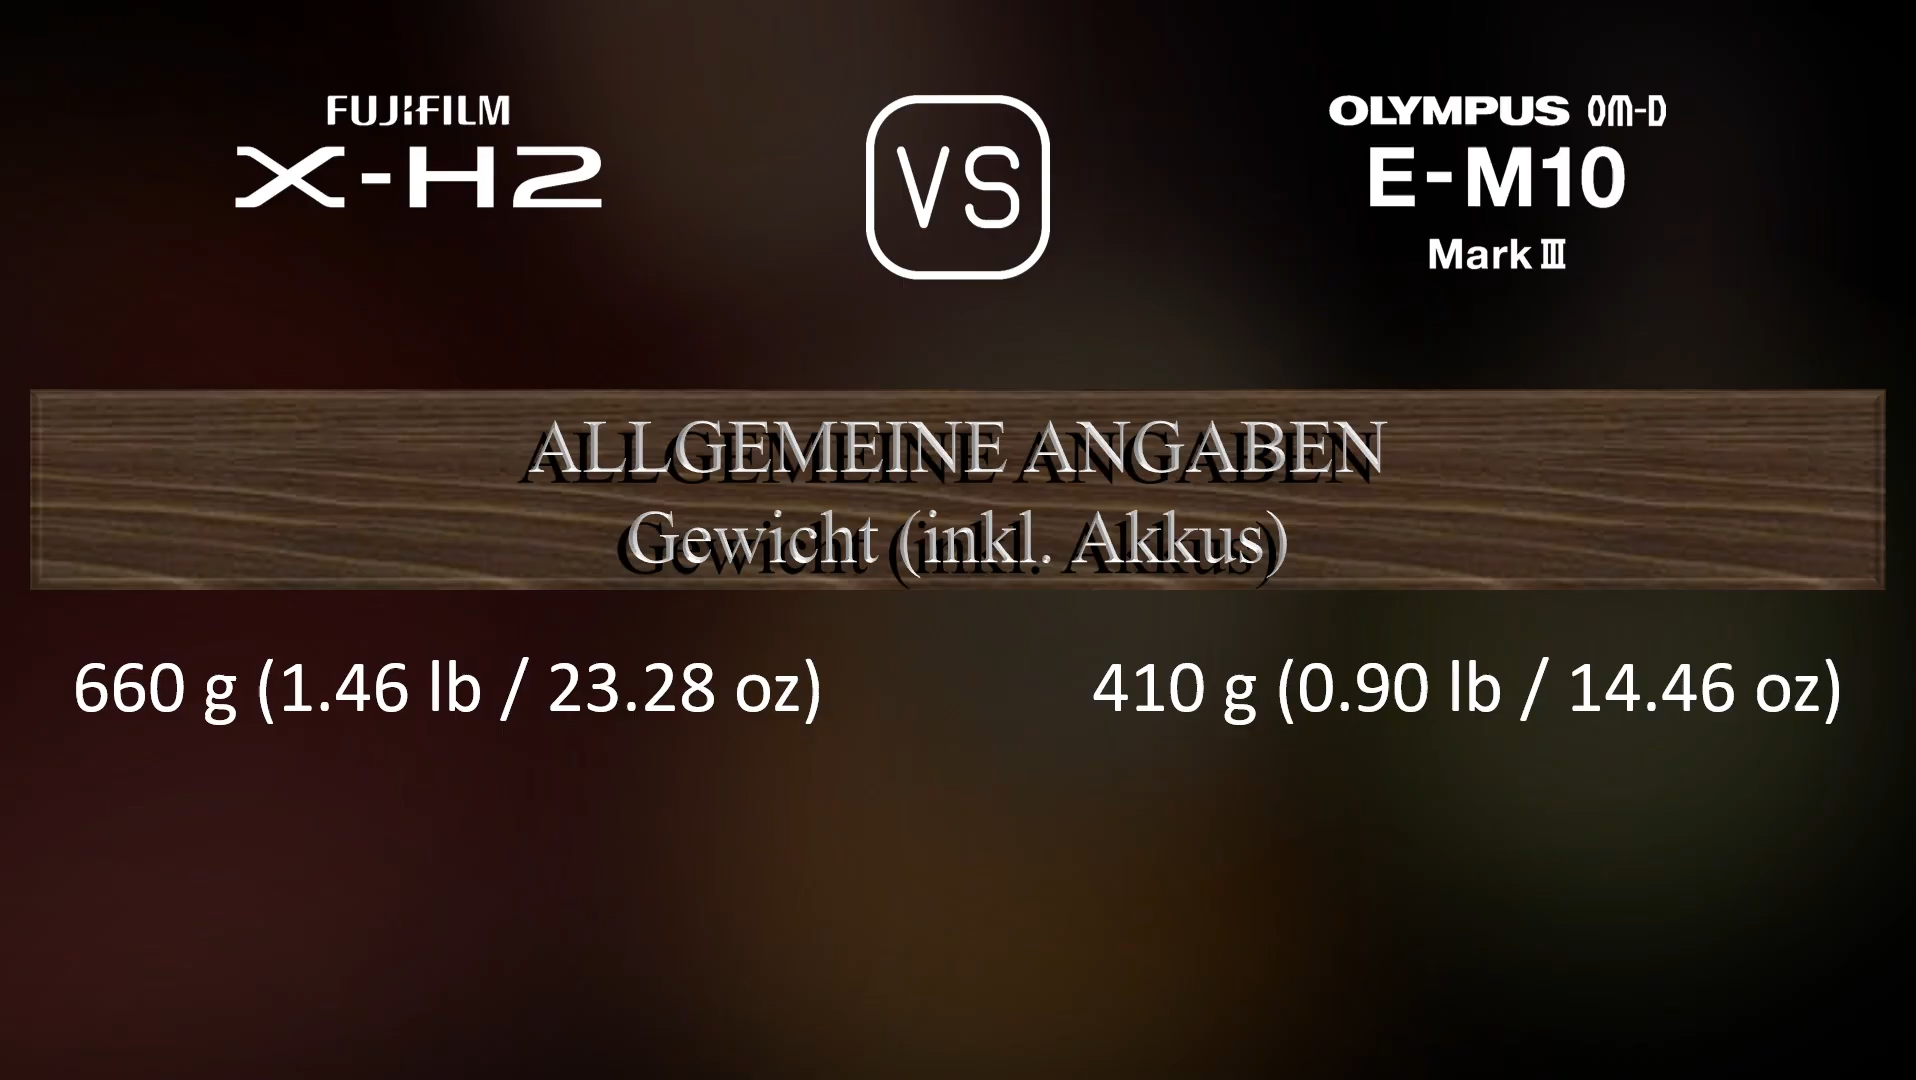 FUJIFILM
X-H2
VS
OLYMPUS OM-D
E-M10
Mark III
ALLGEMEINE ANGABEN
Gewicht (inkl. Akkus)
660 g (1.46 lb / 23.28 oz)
410 g (0.90 lb / 14.46 oz)